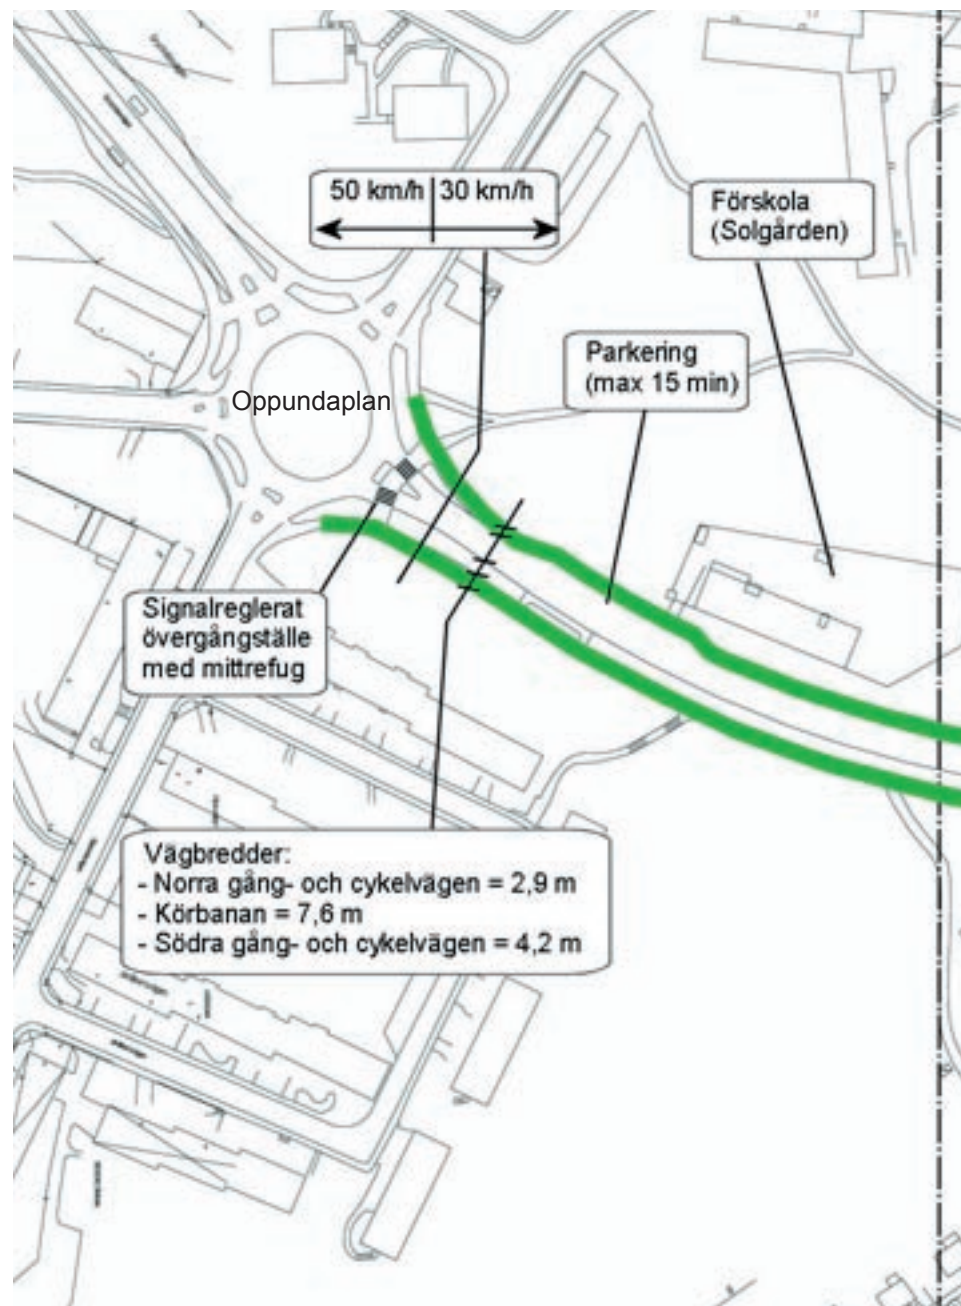 50 km/h 30 km/h
Förskola
(Solgården)
Parkering
(max 15 min)
Oppundaplan
Signalreglerat
övergångställe
med mittrefug
Vägbredder:
- Norra gång- och cykelvägen = 2,9 m
- Körbanan = 7,6 m
- Södra gång- och cykelvägen = 4,2 m